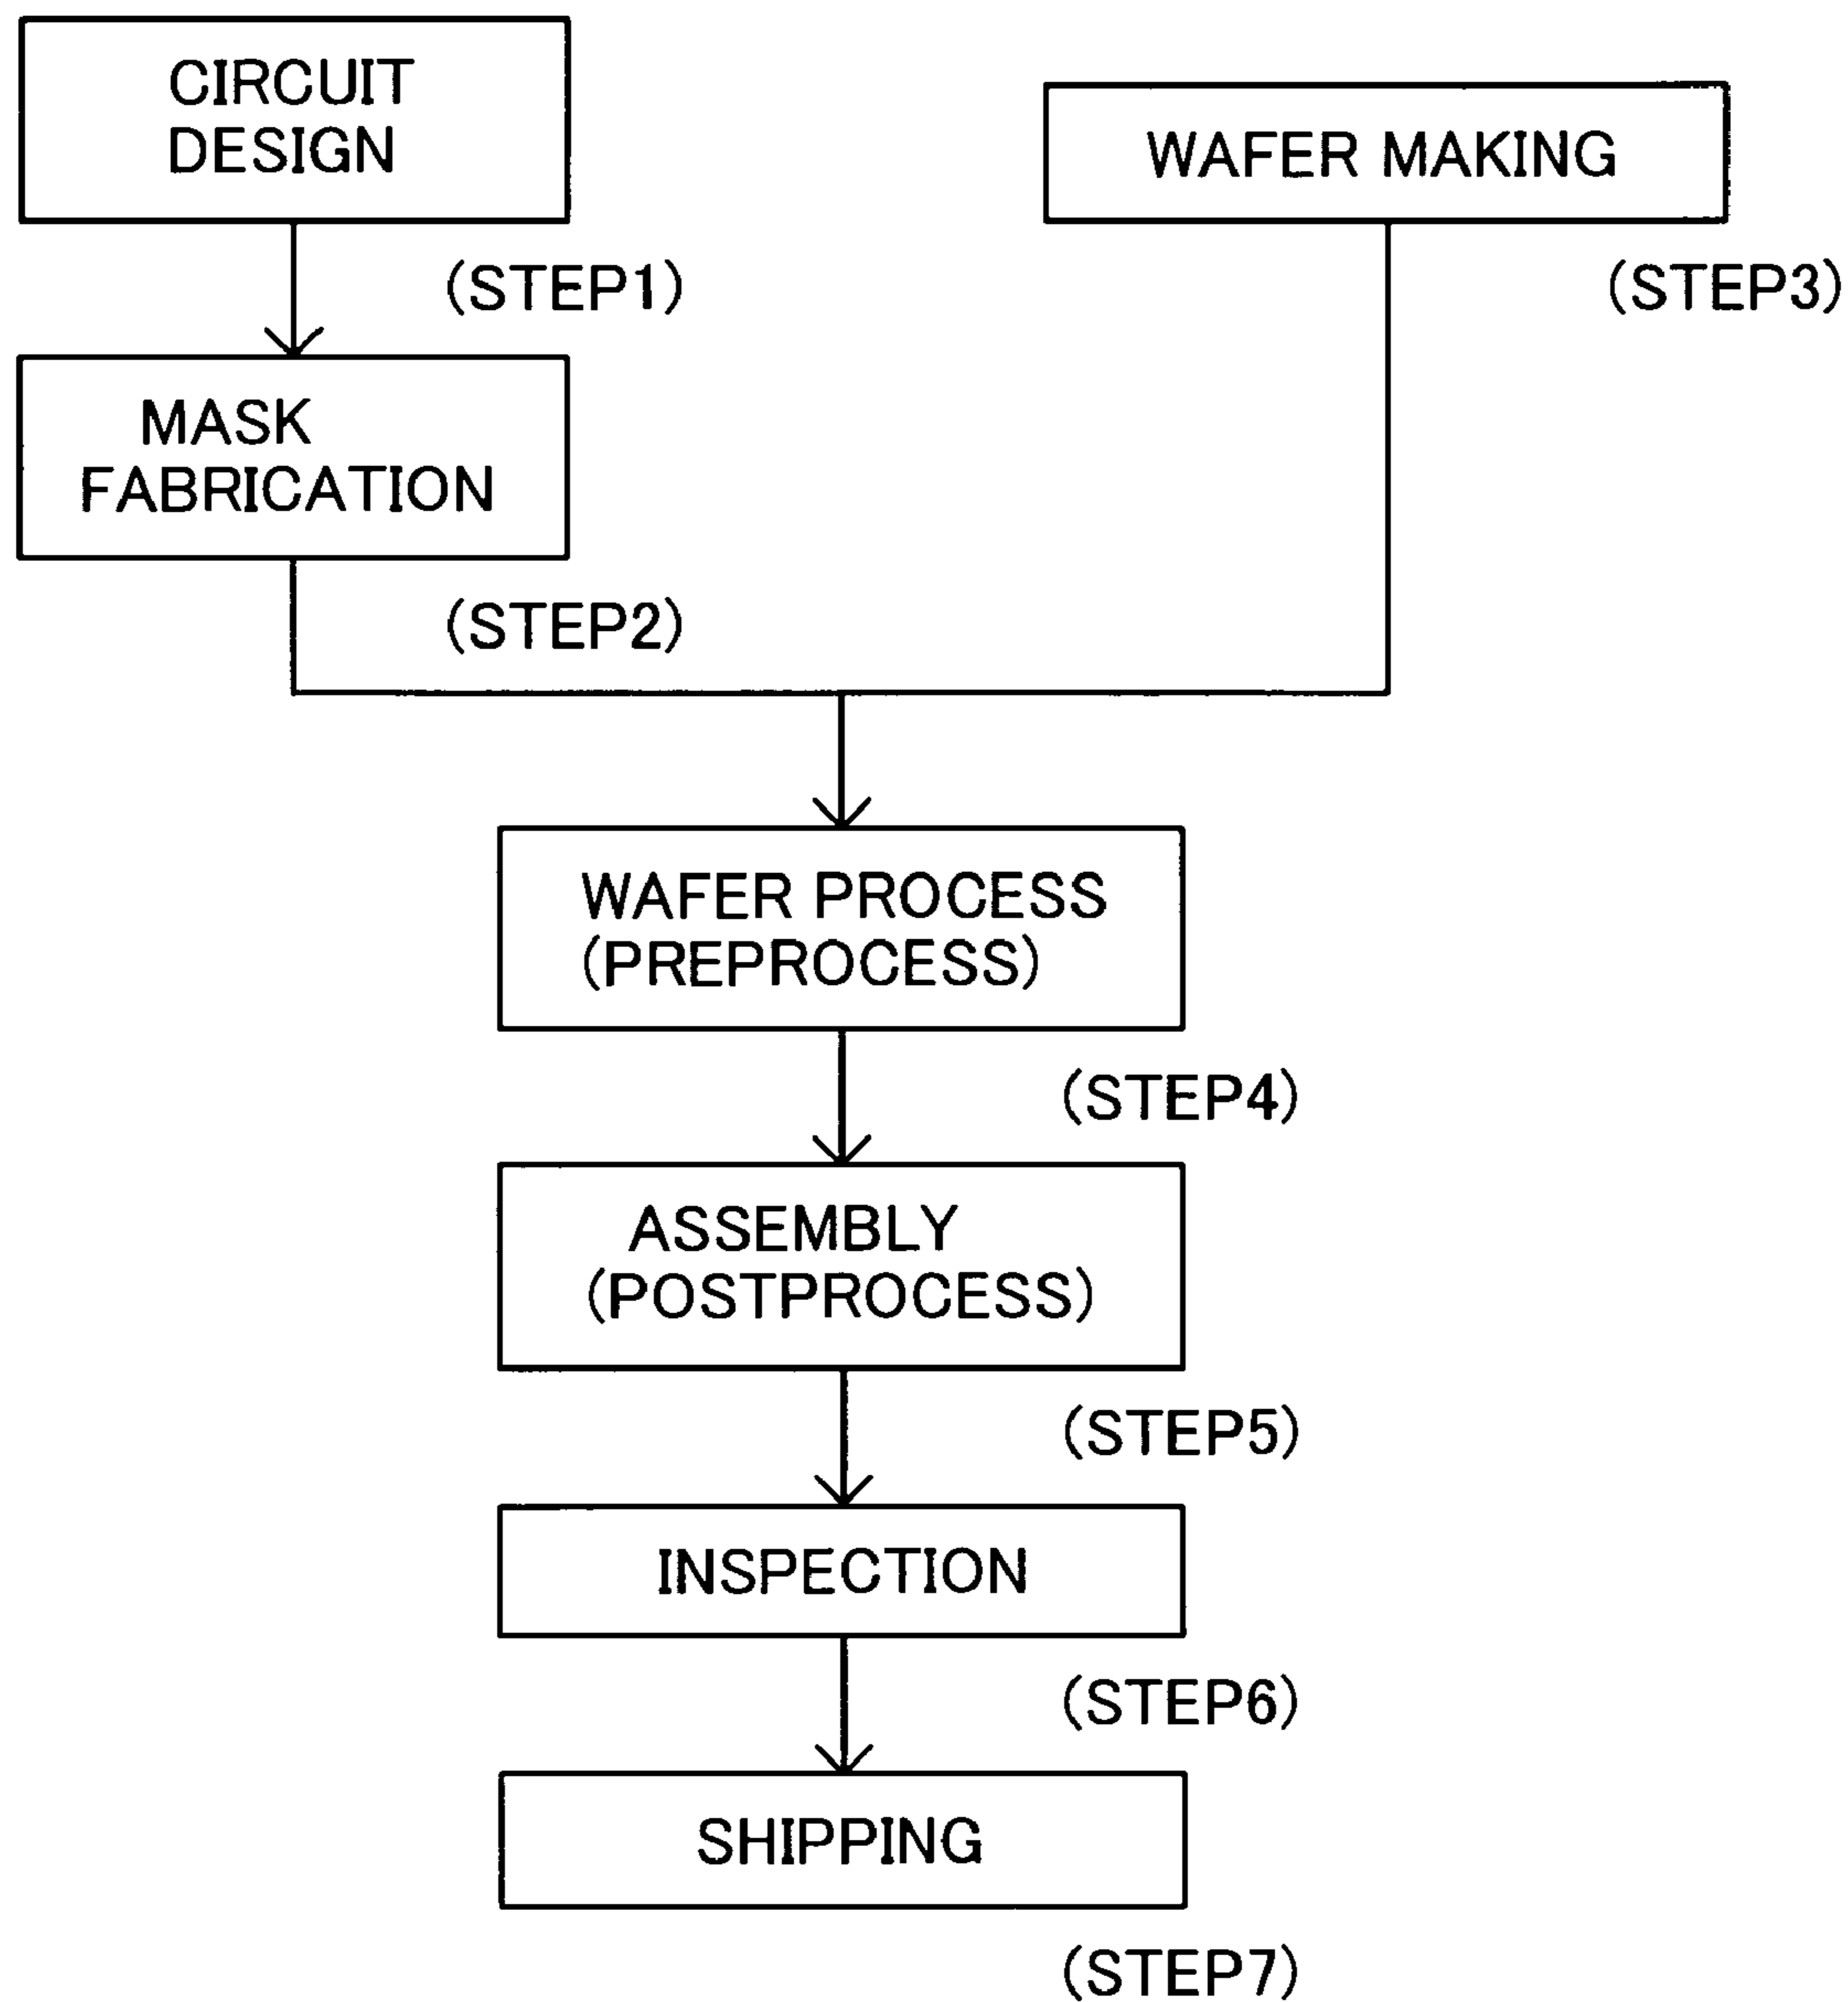 CIRCUIT
DESIGN
(STEP1)
MASK
FABRICATION
(STEP2)
WAFER MAKING
(STEP3)
WAFER PROCESS
(PREPROCESS)
(STEP4)
ASSEMBLY
(POSTPROCESS)
(STEP5)
INSPECTION
(STEP6)
SHIPPING
(STEP7)